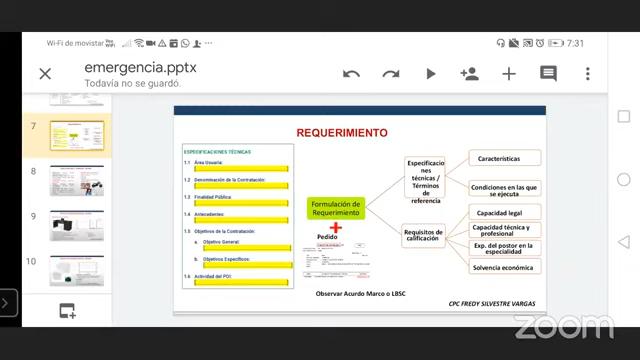 Wi-Fi de movistar
7:31
emergencia.pptx
Todavía no se guardó.
7
8
9
10
REQUERIMIENTO
ESPECIFICACIONES TÉCNICAS
1.1 Área Usuaria:
1.2 Denominación de la Contratación:
1.3 Finalidad Pública:
1.4 Antecedentes:
1.5 Objetivos de la Contratación:
a. Objetivo General:
b. Objetivos Específicos:
1.6 Actividad del POI:
Formulación de
Requerimiento
Pedido
Especificacio
nes
técnicas /
Términos
de
referencia
Requisitos de
calificación
Características
Condiciones en las que
se ejecuta
Capacidad legal
Capacidad técnica y
profesional
Exp. del postor en la
especialidad
Solvencia económica
Observar Acurdo Marco o LBSC
CPC FREDY SILVESTRE VARGAS
zoom